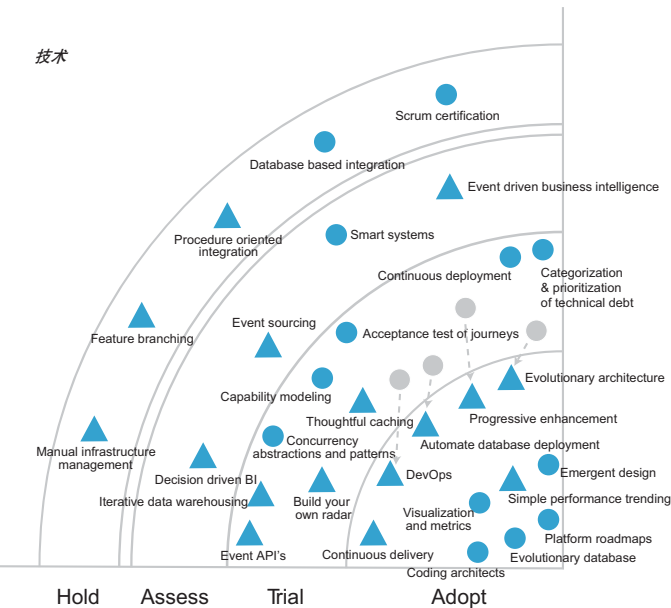 技术
Scrum certification
Database based integration
Event driven business intelligence
Procedure oriented
integration
Smart systems
Continuous deployment
Categorization
& prioritization
of technical debt
Event sourcing
Acceptance test of journeys
Feature branching
Evolutionary architecture
Capability modeling
Thoughtful caching
Progressive enhancement
Concurrency
abstractions and patterns
Automate database deployment
Manual infrastructure
management
Decision driven BI
DevOps
Emergent design
Iterative data warehousing
Build your
own radar
Simple performance trending
Visualization
and metrics
Platform roadmaps
Event API's
Continuous delivery
Evolutionary database
Coding architects
Hold
Assess
Trial
Adopt